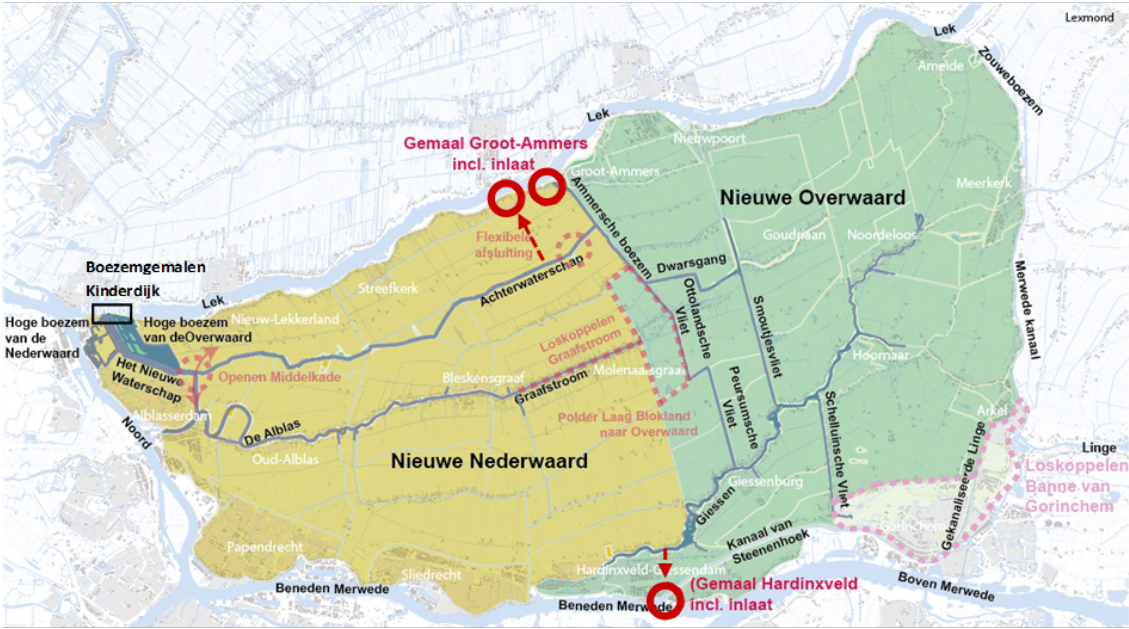 Lexmond
Lek
Zouweboezem
Ameide
Lek
Gemaal Groot-Ammers
incl. inlaat
Nieuwpoort
Groot-Ammers
Ammersche boezem
Meerkerk
Nieuwe Overwaard
Flexibele
afsluiting
Goudriaan
Noordeloos
Dwarsgang
Achterwaterschap
Boezemgemalen
Kinderdijk
Streefkerk
Ottolandsche
Vliet
Smoutjesvliet
Merwede kanaal
Lek
Nieuw-Lekkerland
Hoge boezem
van de
Nederwaard
Hoge boezem
van deOverwaard
Loskoppelen
Graafstroom
Hoornaar
Het Nieuwe
Waterschap
Openen Middelkade
Bleskensgraaf
Graafstroom
Molenaarsgraaf
Peursumsche
Vliet
Schelluinsche Vliet
Alblasserdam
Noord
De Alblas
Polder Laag Blokland
naar Overwaard
Arkel
Oud-Alblas
Nieuwe Nederwaard
Linge
Loskoppelen
Banne van
Gorinchem
Giessenburg
Gekanaliseerde Linge
Giessen
Gorinchem
Kanaal van
Steenenhoek
Papendrecht
Sliedrecht
Hardinxveld-Giessendam
Beneden Merwede
Beneden Merwede
(Gemaal Hardinxveld
incl. inlaat
Boven Merwede